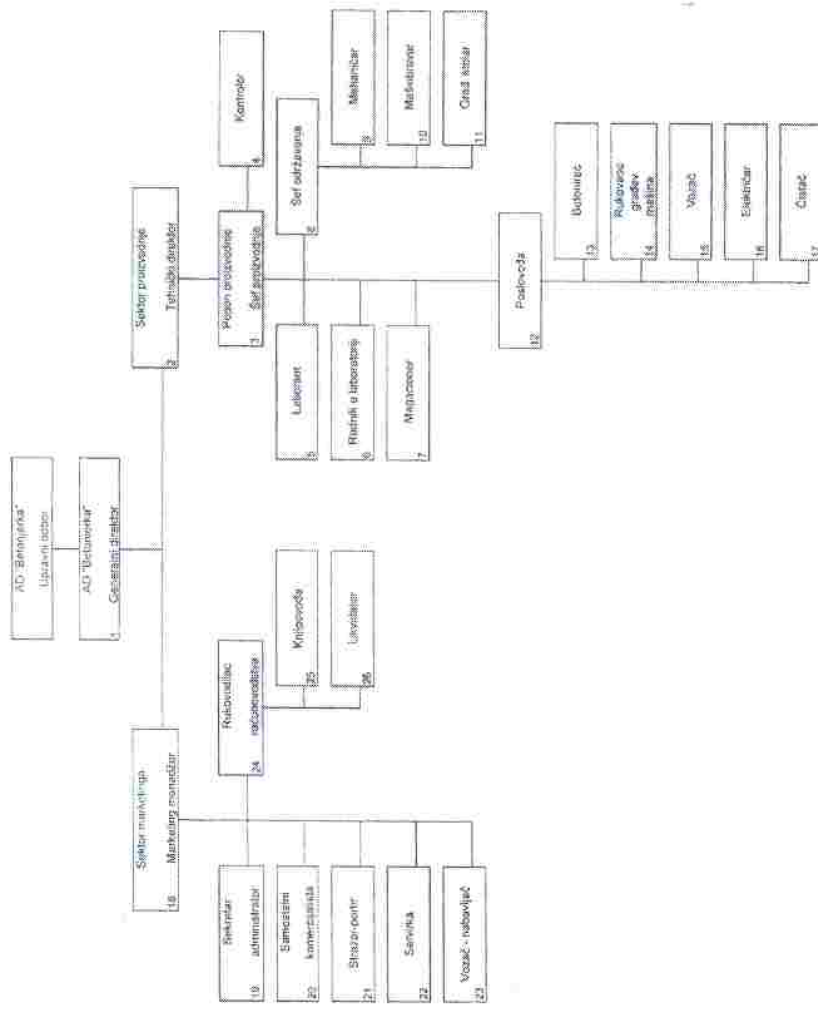 AD "Betonjerka"
Upravni odbor
AD "Betonjerka"
Generalni direktor
1
Sektor marketinga
Marketing menadžer
18
Sektor proizvodnje
Tehnički direktor
2
Sekretar
administrator
19
Samostalni
komercijalista
20
Stražar-portir
21
Servirka
22
Vozač - nabavljač
23
Rukovodilac
računovodstva
24
Knjigovođa
25
Likvidator
26
Pogon proizvodnje
Šef proizvodnje
3
Kontrolor
4
Laborant
5
Radnik u laboratoriji
6
Magacioner
7
Šef održavanja
8
Mehaničar
9
Mašinbravar
10
Građ. stolar
11
Poslovođa
12
Betonirac
13
Rukovaoc
građev.
mašina
14
Vozač
15
Električar
16
Čistač
17